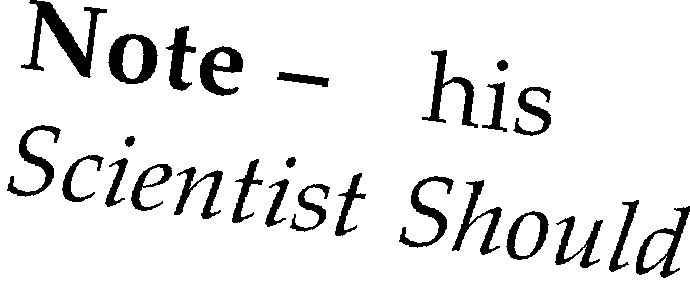 Note – his
Scientist Should